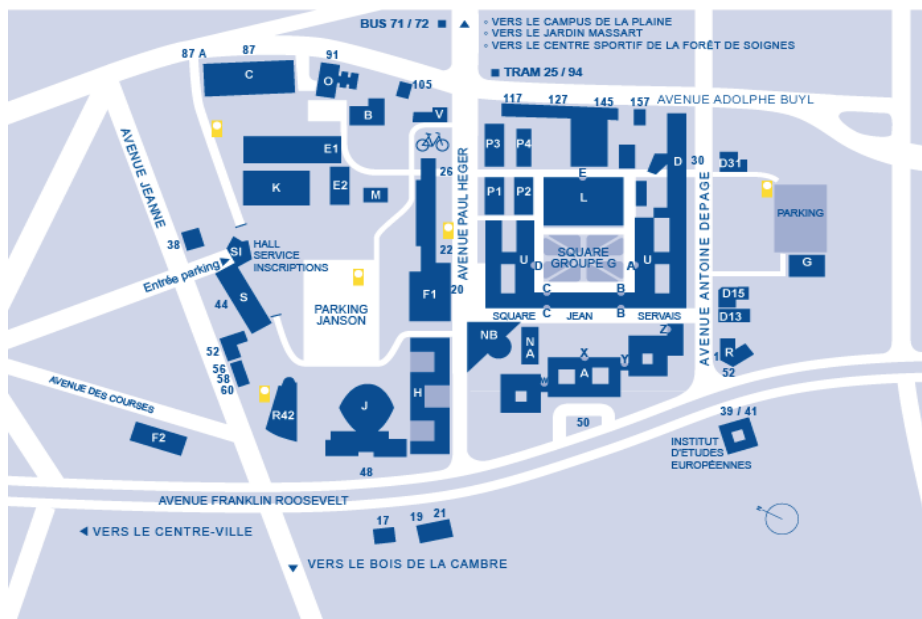 BUS 71 / 72
VERS LE CAMPUS DE LA PLAINE
VERS LE JARDIN MASSART
VERS LE CENTRE SPORTIF DE LA FORÊT DE SOIGNES
TRAM 25 / 94
87 A
87
91
105
C
O
B
V
117
127
145
157
AVENUE ADOLPHE BUYL
AVENUE JEANNE
E1
K
E2
M
26
22
20
AVENUE PAUL HEGER
P3
P4
P1
P2
E
L
D
30
D31
AVENUE ANTOINE DEPAGE
PARKING
G
38
SI
HALL
SERVICE
INSCRIPTIONS
Entrée parking
S
44
PARKING
JANSON
F1
U
D
SQUARE
GROUPE G
A
U
C
B
C
B
SQUARE
JEAN
SERVAIS
D15
D13
Z
NB
N
A
X
Y
A
W
R
1
52
52
56
58
60
AVENUE DES COURSES
F2
R42
J
H
48
50
39 / 41
INSTITUT
D'ETUDES
EUROPÉENNES
AVENUE FRANKLIN ROOSEVELT
17
19
21
VERS LE CENTRE-VILLE
VERS LE BOIS DE LA CAMBRE